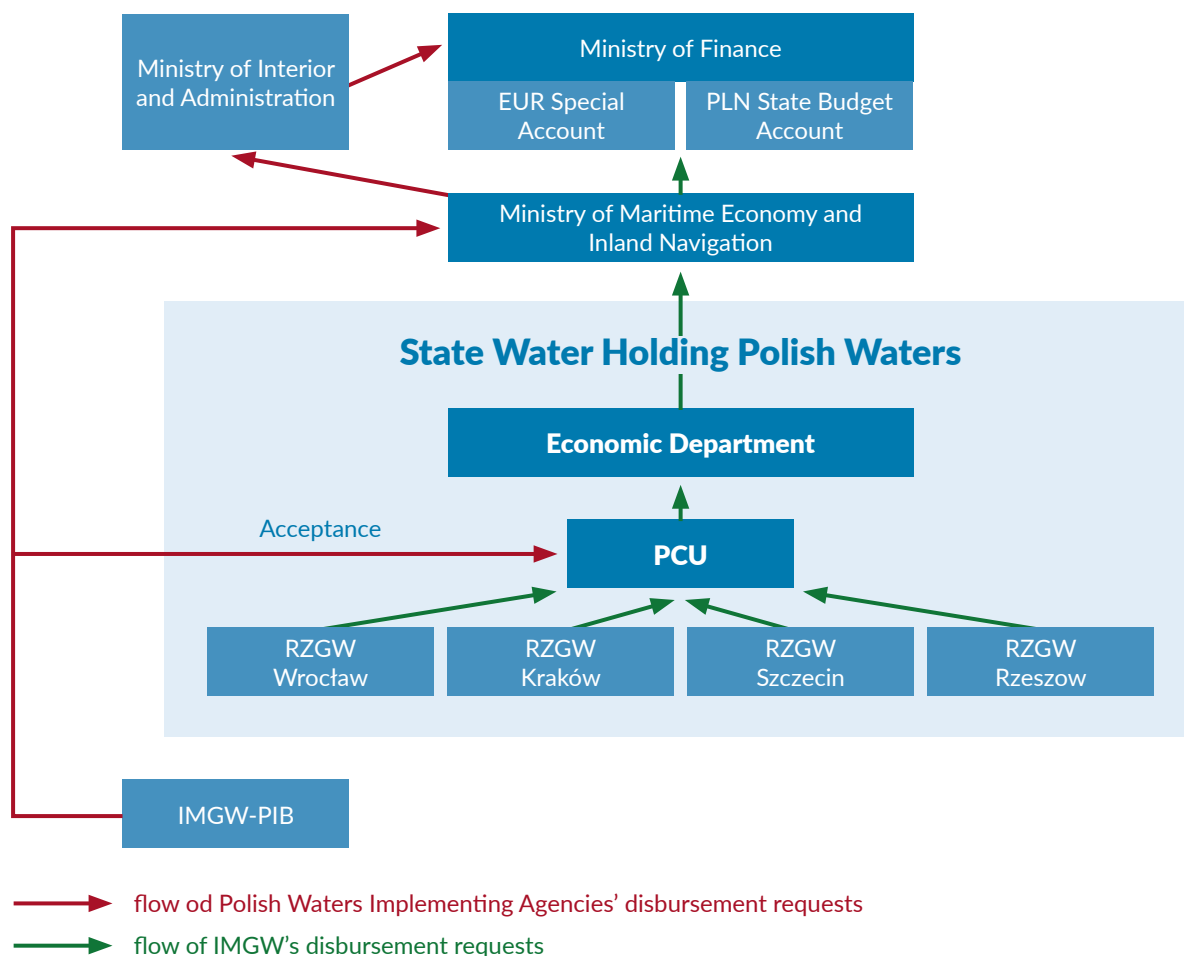 Ministry of Interior
and Administration
Ministry of Finance
EUR Special
Account
PLN State Budget
Account
Ministry of Maritime Economy and
Inland Navigation
State Water Holding Polish Waters
Economic Department
Acceptance
PCU
RZGW
Wrocław
RZGW
Kraków
RZGW
Szczecin
RZGW
Rzeszow
IMGW-PIB
flow od Polish Waters Implementing Agencies’ disbursement requests
flow of IMGW’s disbursement requests